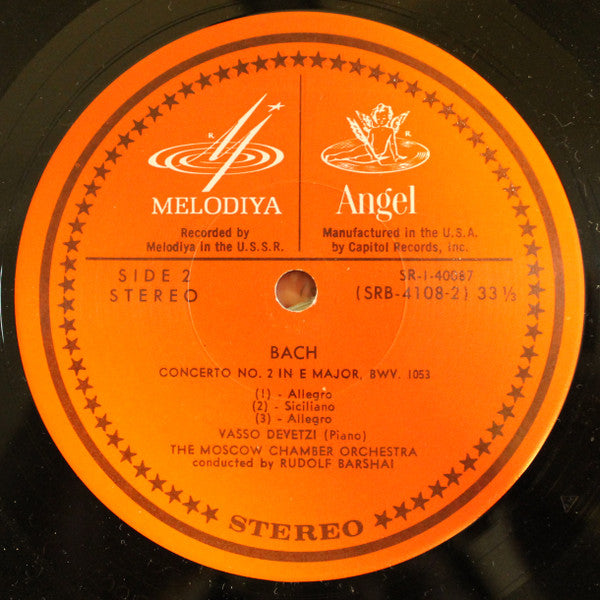 R
R
MELODIYA
Angel
Recorded by
Melodiya in the U.S.S.R.
Manufactured in the U.S.A.
by Capitol Records, Inc.
SIDE 2
STEREO
SR-1-40087
(SRB-4108-2) 33 ⅓
BACH
CONCERTO NO. 2 IN E MAJOR, BWV. 1053
(1) - Allegro
(2) - Siciliano
(3) - Allegro
VASSO DEVETZI (Piano)
THE MOSCOW CHAMBER ORCHESTRA
conducted by RUDOLF BARSHAI
STEREO